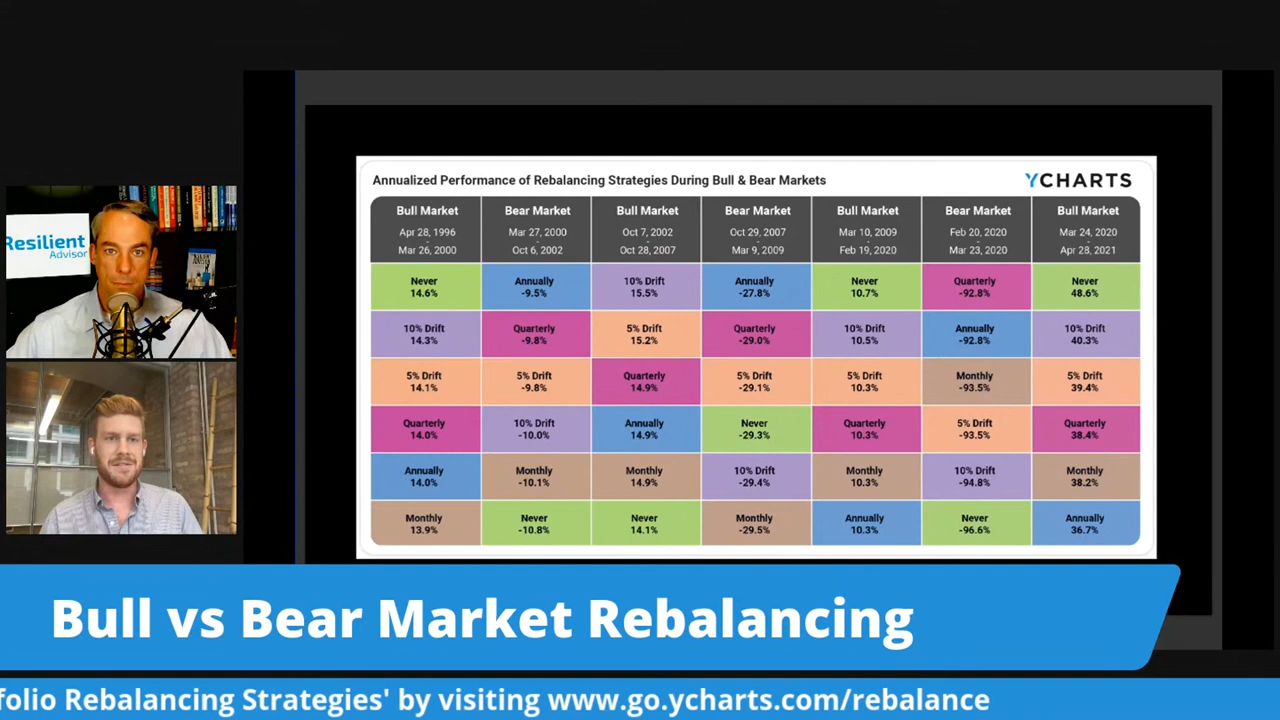 Resilient
Advisor
Annualized Performance of Rebalancing Strategies During Bull & Bear Markets
YCHARTS
Bull Market Bear Market Bull Market Bear Market Bull Market Bear Market Bull Market
Apr 28, 1996 Mar 27, 2000 Oct 7, 2002 Oct 29, 2007 Mar 10, 2009 Feb 20, 2020 Mar 24, 2020
- - - - - - -
Mar 26, 2000 Oct 6, 2002 Oct 28, 2007 Mar 9, 2009 Feb 19, 2020 Mar 23, 2020 Apr 28, 2021
Never Annually 10% Drift Annually Never Quarterly Never
14.6% -9.5% 15.5% -27.8% 10.7% -92.8% 48.6%
10% Drift Quarterly 5% Drift Quarterly 10% Drift Annually 10% Drift
14.3% -9.8% 15.2% -29.0% 10.5% -92.8% 40.3%
5% Drift 5% Drift Quarterly 5% Drift 5% Drift Monthly 5% Drift
14.1% -9.8% 14.9% -29.1% 10.3% -93.5% 39.4%
Quarterly 10% Drift Annually Never Quarterly 5% Drift Quarterly
14.0% -10.0% 14.9% -29.3% 10.3% -93.5% 38.4%
Annually Monthly Monthly 10% Drift Monthly 10% Drift Monthly
14.0% -10.1% 14.9% -29.4% 10.3% -94.8% 38.2%
Monthly Never Never Monthly Annually Never Annually
13.9% -10.8% 14.1% -29.5% 10.3% -96.6% 36.7%
Bull vs Bear Market Rebalancing
folio Rebalancing Strategies' by visiting www.go.ycharts.com/rebalance